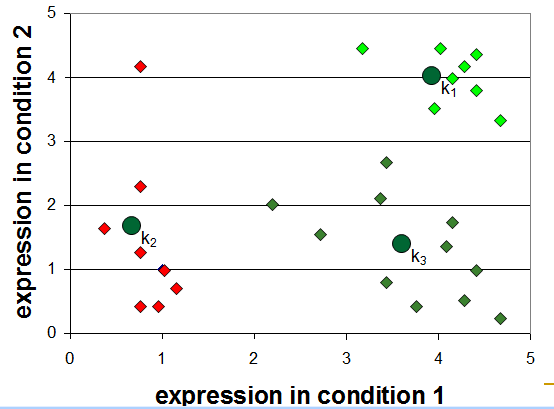 expression in condition 2
5
4
3
2
1
0
k1
k2
k3
0 1 2 3 4 5
expression in condition 1